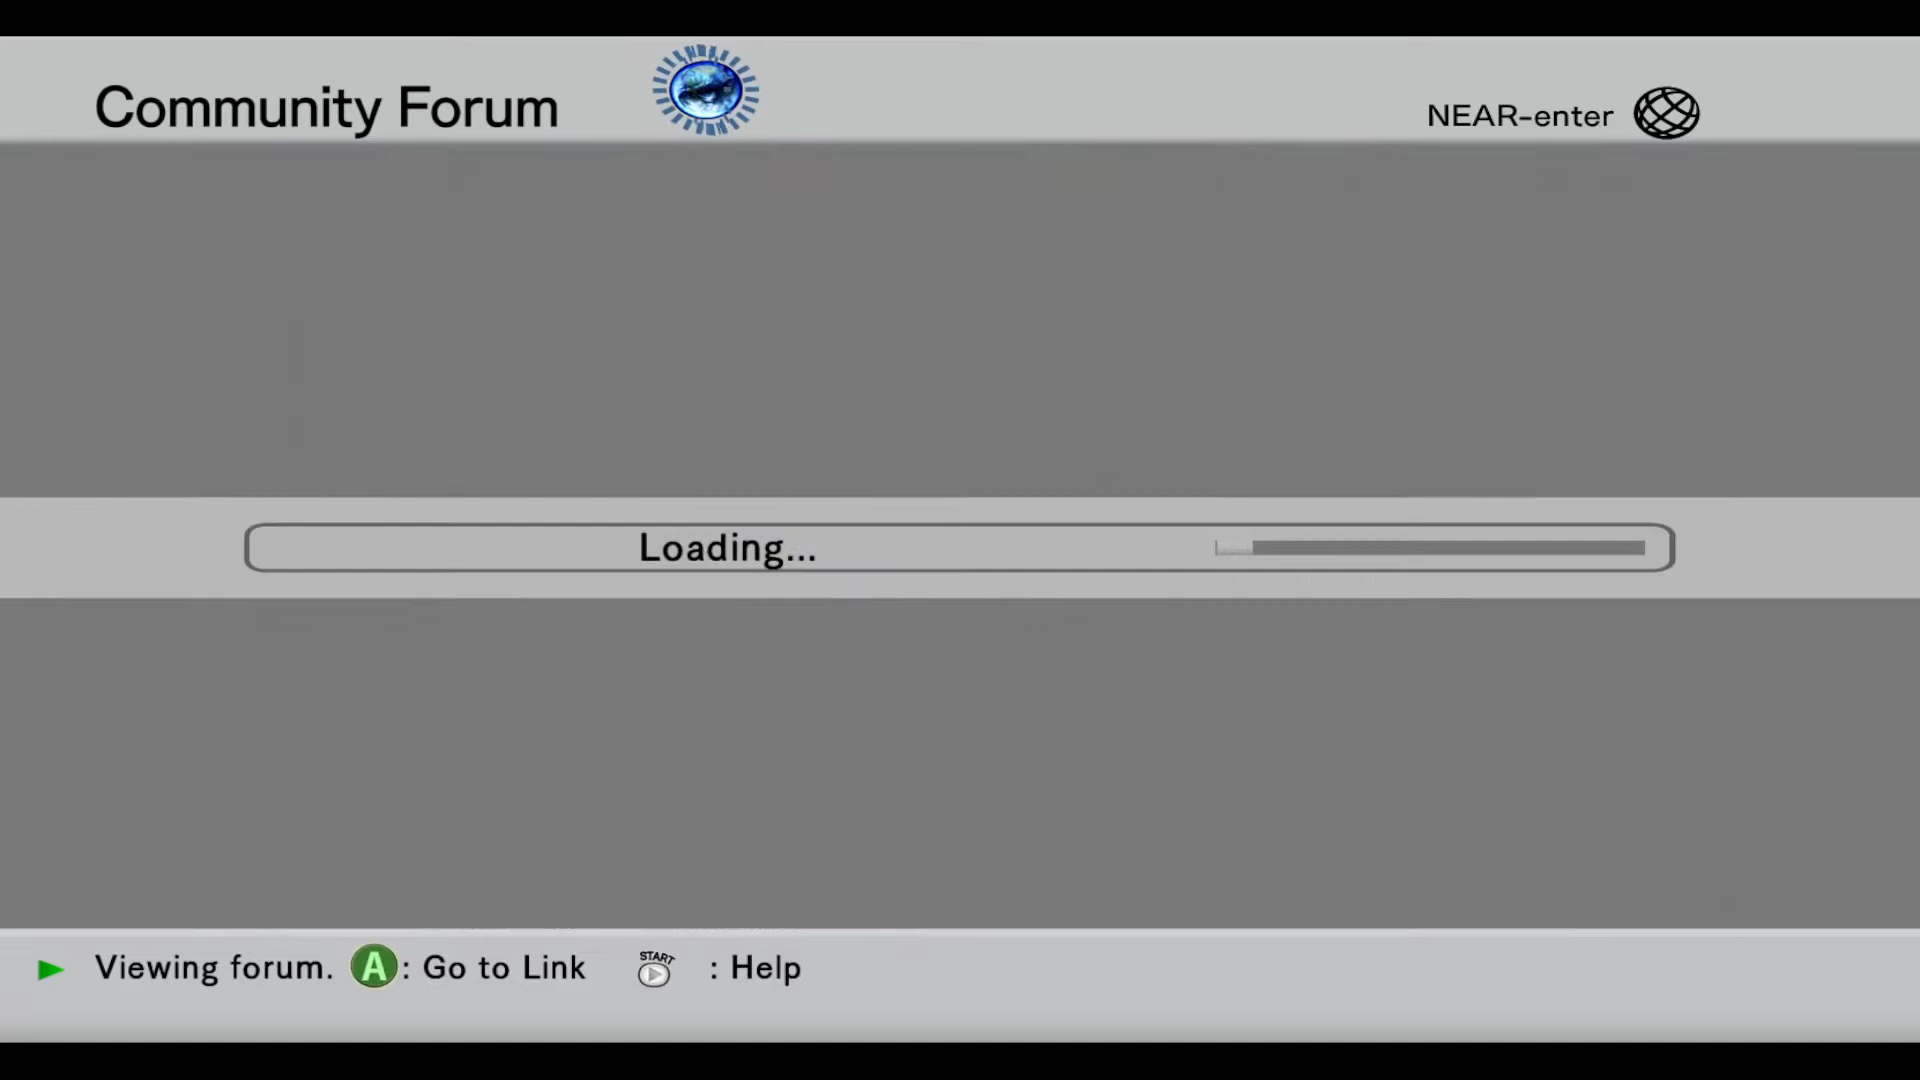 Community Forum
NEAR-enter
Loading...
Viewing forum. A : Go to Link START : Help